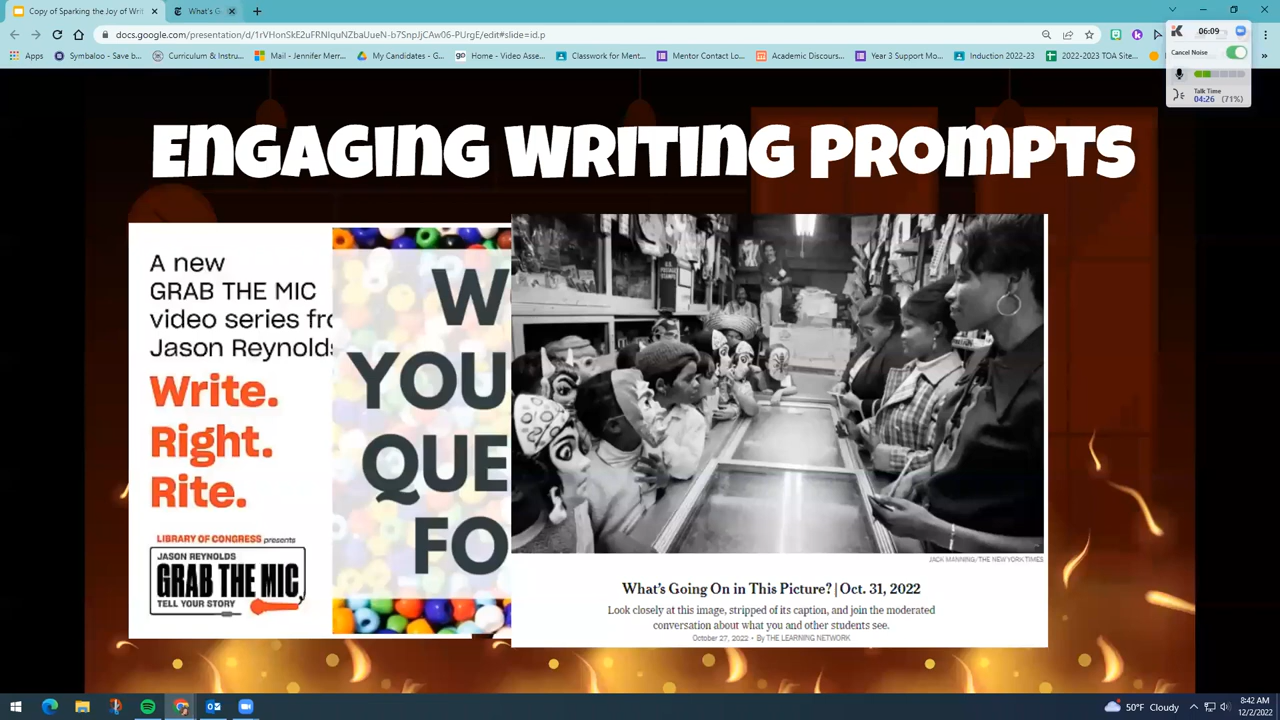 Copy of Sparking the Joy of Writ
What's G
docs.google.com/presentation/d/1rVHonSkE2uFRNIquNZbaUueN-b7SnpJjCAw06-PUCPE/edit#slide=id.p
Apps
Symbaloo - Save b...
Curriculum & Instru...
Mail - Jennifer Merr...
My Candidates - G...
Home - Video Asse...
Classwork for Ment...
Mentor Contact Lo...
Academic Discours...
Year 3 Support Mo...
Induction 2022-23
2022-2023 TOA Site...
06:09
Cancel Noise
Talk Time
04:26 (71%)
ENGAGING WRITING PROMPTS
A new
GRAB THE MIC
video series fr
Jason Reynolds
Write.
Right.
Rite.
LIBRARY OF CONGRESS presents
JASON REYNOLDS
GRAB THE MIC
TELL YOUR STORY
W
YOU
QUE
FO
U.S.
POSTAGE
STAMPS
JACK MANNING/THE NEW YORK TIMES
What's Going On in This Picture? | Oct. 31, 2022
Look closely at this image, stripped of its caption, and join the moderated
conversation about what you and other students see.
October 27, 2022 • By THE LEARNING NETWORK
50°F Cloudy
8:42 AM
12/2/2022